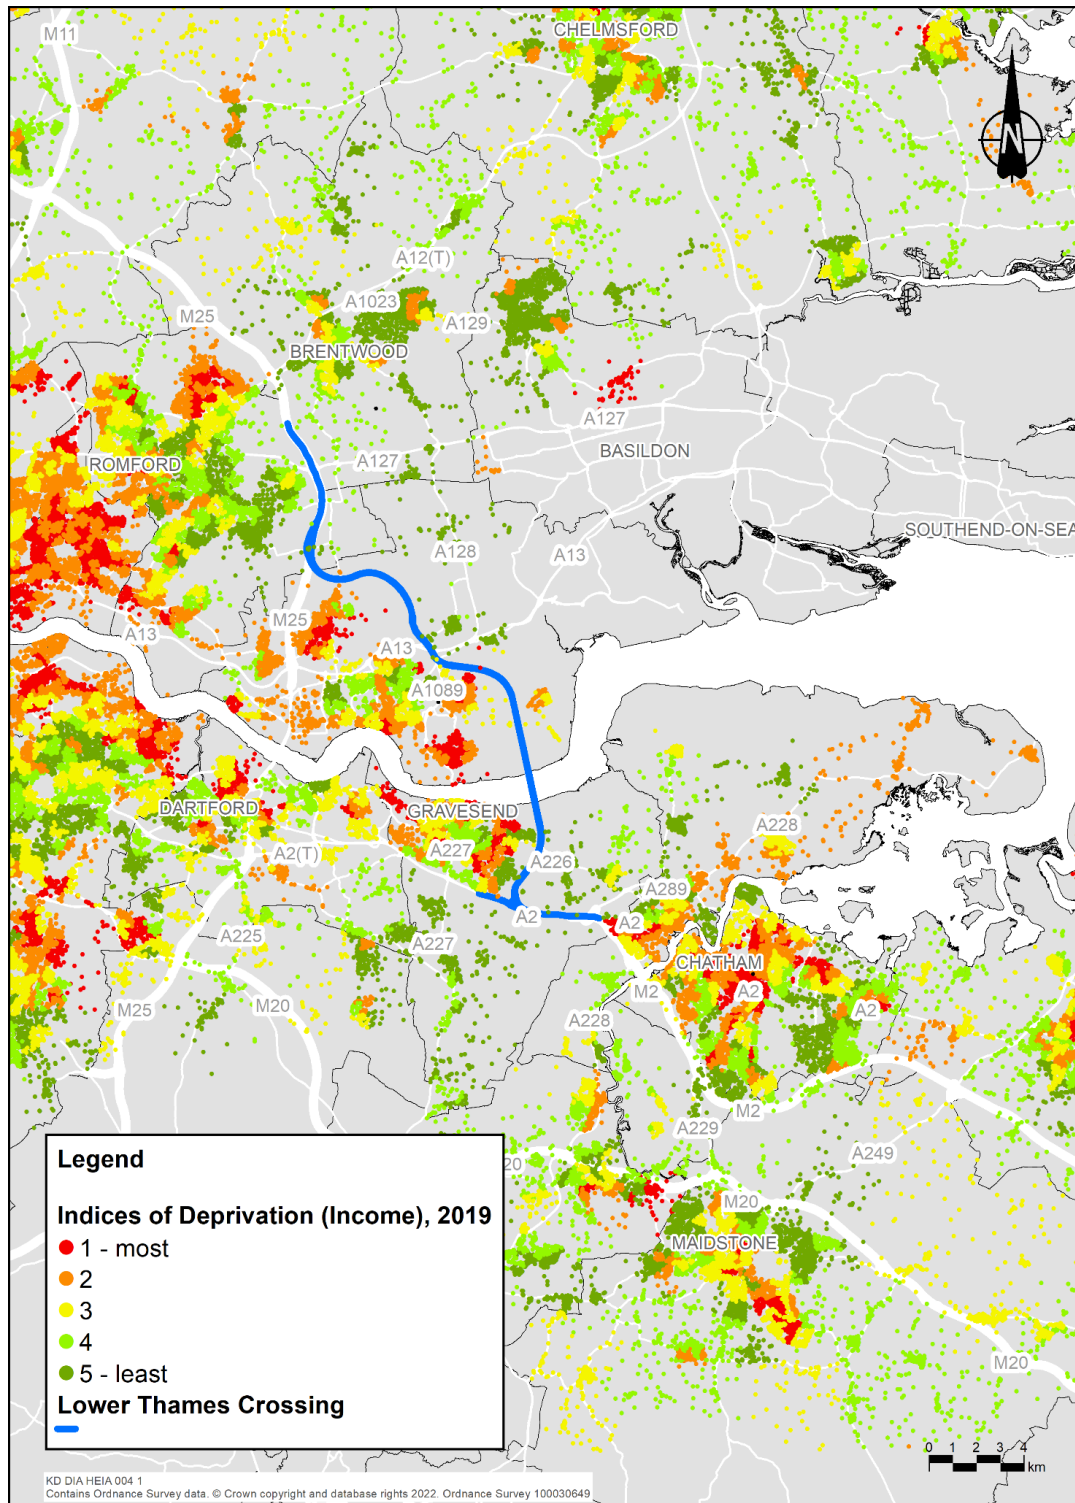 M11
CHELMSFORD
N
A12(T)
A1023
M25
A129
BRENTWOOD
A127
BASILDON
ROMFORD
A127
SOUTHEND-ON-SEA
A128
A13
M25
A13
A13
A1089
DARTFORD
GRAVESEND
A228
A227
A2(T)
A226
A289
A2
A2
A225
A227
CHATHAM
M2
A2
A2
M25
M20
A228
M2
A229
A249
20
M20
MAIDSTONE
M20
Legend
Indices of Deprivation (Income), 2019
1 - most
2
3
4
5 - least
Lower Thames Crossing
0 1 2 3 4
km
KD DIA HEIA 004 1
Contains Ordnance Survey data. © Crown copyright and database rights 2022. Ordnance Survey 100030649